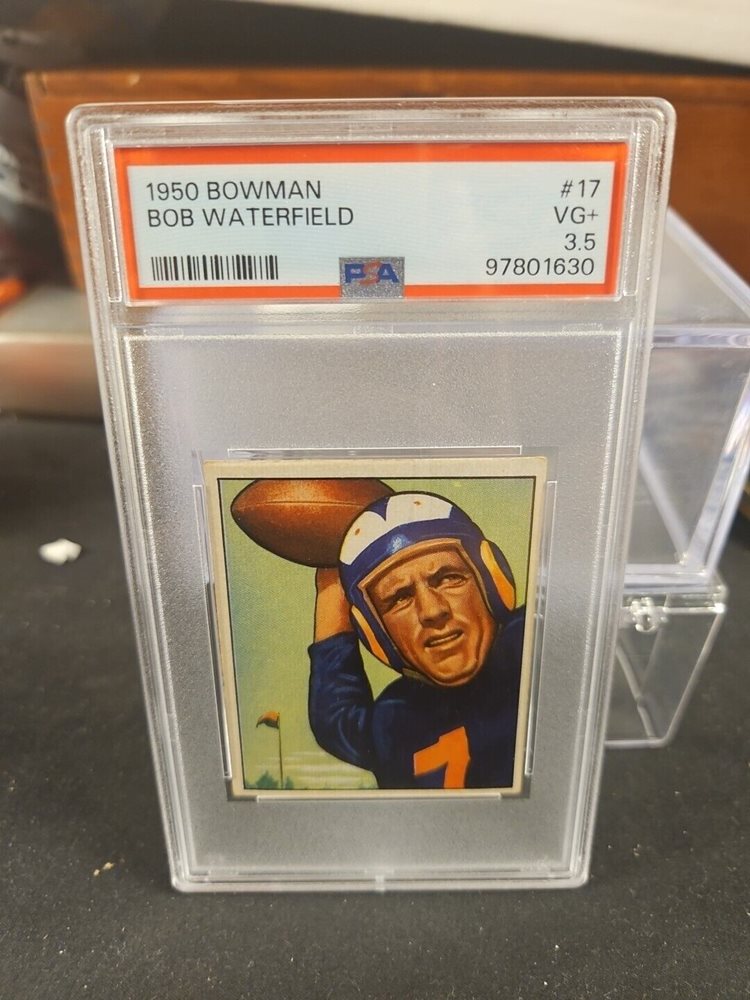 1950 BOWMAN #17
BOB WATERFIELD VG+
3.5
PSA 97801630
7